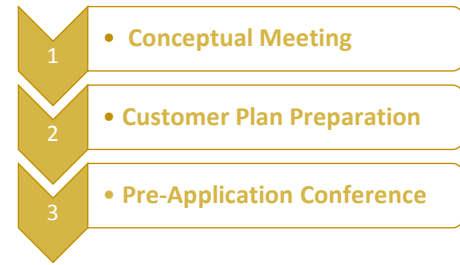 1 • Conceptual Meeting
2 • Customer Plan Preparation
3 • Pre-Application Conference